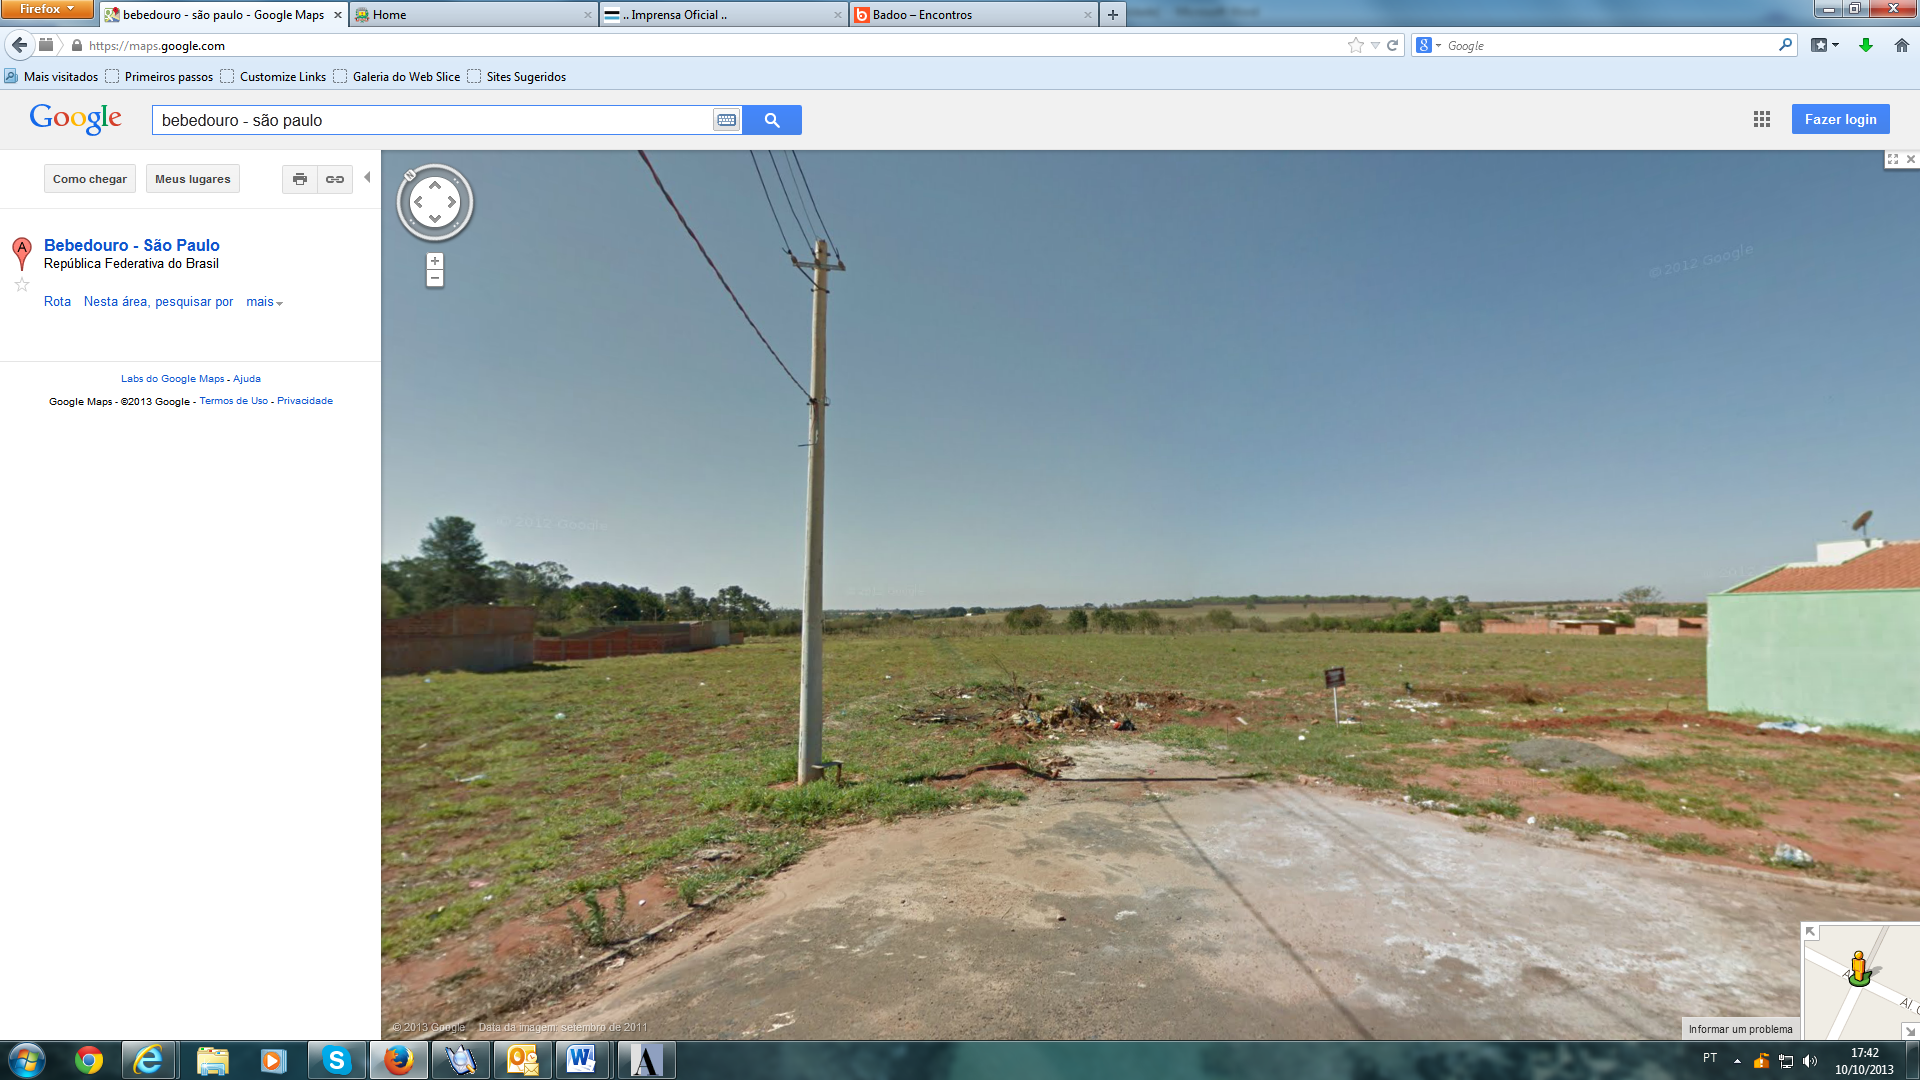 Firefox
bebedouro - são paulo - Google Maps
Home
.. Imprensa Oficial ..
Badoo – Encontros
https://maps.google.com
Google
Mais visitados
Primeiros passos
Customize Links
Galeria do Web Slice
Sites Sugeridos
Google
bebedouro - são paulo
Fazer login
Como chegar
Meus lugares
A
Bebedouro - São Paulo
República Federativa do Brasil
Rota Nesta área, pesquisar por mais
Labs do Google Maps - Ajuda
Google Maps - ©2013 Google - Termos de Uso - Privacidade
N
© 2012 Google
© 2012 Google
© 2012 Google
© 2013 Google Data da imagem: setembro de 2011
Informar um problema
PT
17:42
10/10/2013